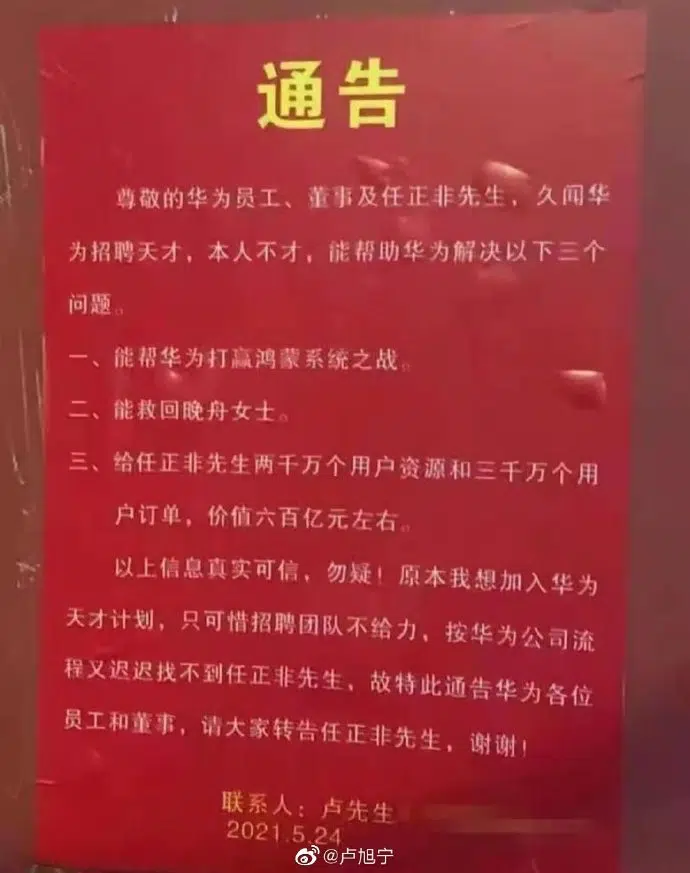 通告
尊敬的华为员工、董事及任正非先生，久闻华
为招聘天才，本人不才，能帮助华为解决以下三个
问题。
一、能帮华为打赢鸿蒙系统之战。
二、能救回晚舟女士。
三、给任正非先生两千万个用户资源和三千万个用
户订单，价值六百亿元左右。
以上信息真实可信，勿疑！原本我想加入华为
天才计划，只可惜招聘团队不给力，按华为公司流
程又迟迟找不到任正非先生，故特此通告华为各位
员工和董事，请大家转告任正非先生，谢谢！
联系人：卢先生
2021.5.24
@卢旭宁